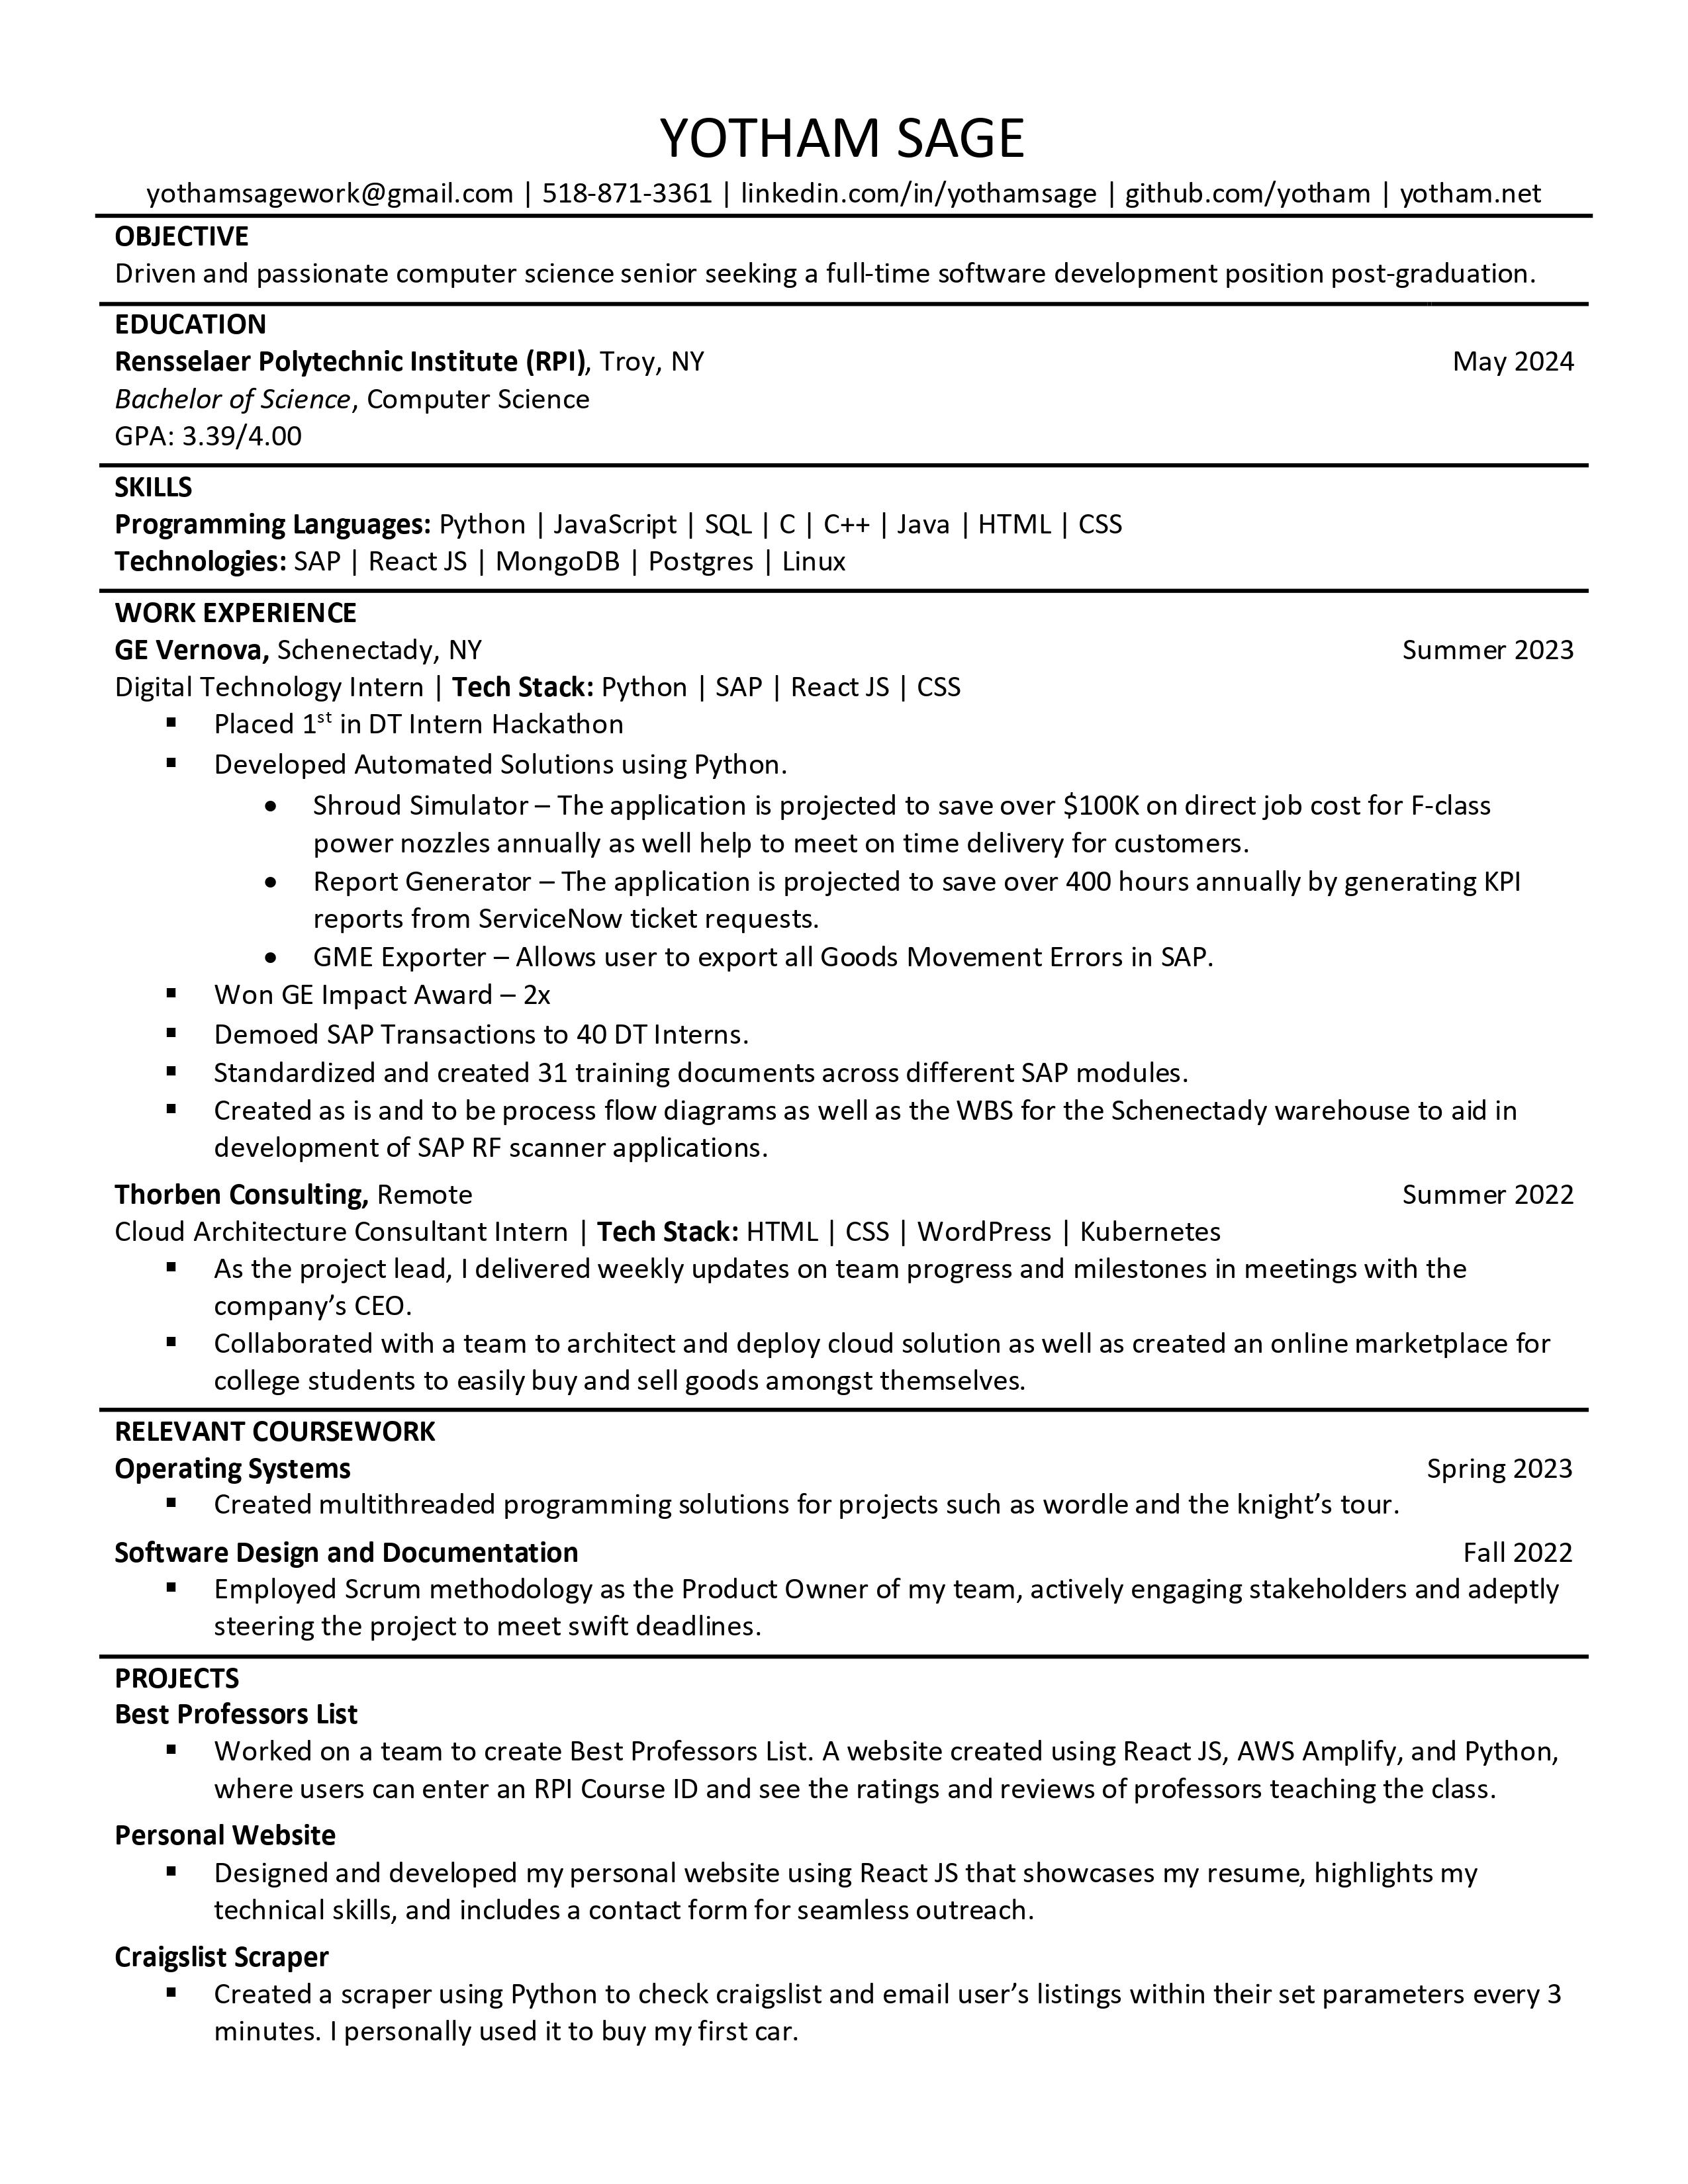 YOTHAM SAGE
yothamsagework@gmail.com | 518-871-3361 | linkedin.com/in/yothamsage | github.com/yotham | yotham.net
OBJECTIVE
Driven and passionate computer science senior seeking a full-time software development position post-graduation.
EDUCATION
Rensselaer Polytechnic Institute (RPI), Troy, NY May 2024
Bachelor of Science, Computer Science
GPA: 3.39/4.00
SKILLS
Programming Languages: Python | JavaScript | SQL | C | C++ | Java | HTML | CSS
Technologies: SAP | React JS | MongoDB | Postgres | Linux
WORK EXPERIENCE
GE Vernova, Schenectady, NY Summer 2023
Digital Technology Intern | Tech Stack: Python | SAP | React JS | CSS
▪ Placed 1st in DT Intern Hackathon
▪ Developed Automated Solutions using Python.
• Shroud Simulator – The application is projected to save over $100K on direct job cost for F-class
power nozzles annually as well help to meet on time delivery for customers.
• Report Generator – The application is projected to save over 400 hours annually by generating KPI
reports from ServiceNow ticket requests.
• GME Exporter – Allows user to export all Goods Movement Errors in SAP.
▪ Won GE Impact Award – 2x
▪ Demoed SAP Transactions to 40 DT Interns.
▪ Standardized and created 31 training documents across different SAP modules.
▪ Created as is and to be process flow diagrams as well as the WBS for the Schenectady warehouse to aid in
development of SAP RF scanner applications.
Thorben Consulting, Remote Summer 2022
Cloud Architecture Consultant Intern | Tech Stack: HTML | CSS | WordPress | Kubernetes
▪ As the project lead, I delivered weekly updates on team progress and milestones in meetings with the
company’s CEO.
▪ Collaborated with a team to architect and deploy cloud solution as well as created an online marketplace for
college students to easily buy and sell goods amongst themselves.
RELEVANT COURSEWORK
Operating Systems Spring 2023
▪ Created multithreaded programming solutions for projects such as wordle and the knight’s tour.
Software Design and Documentation Fall 2022
▪ Employed Scrum methodology as the Product Owner of my team, actively engaging stakeholders and adeptly
steering the project to meet swift deadlines.
PROJECTS
Best Professors List
▪ Worked on a team to create Best Professors List. A website created using React JS, AWS Amplify, and Python,
where users can enter an RPI Course ID and see the ratings and reviews of professors teaching the class.
Personal Website
▪ Designed and developed my personal website using React JS that showcases my resume, highlights my
technical skills, and includes a contact form for seamless outreach.
Craigslist Scraper
▪ Created a scraper using Python to check craigslist and email user’s listings within their set parameters every 3
minutes. I personally used it to buy my first car.